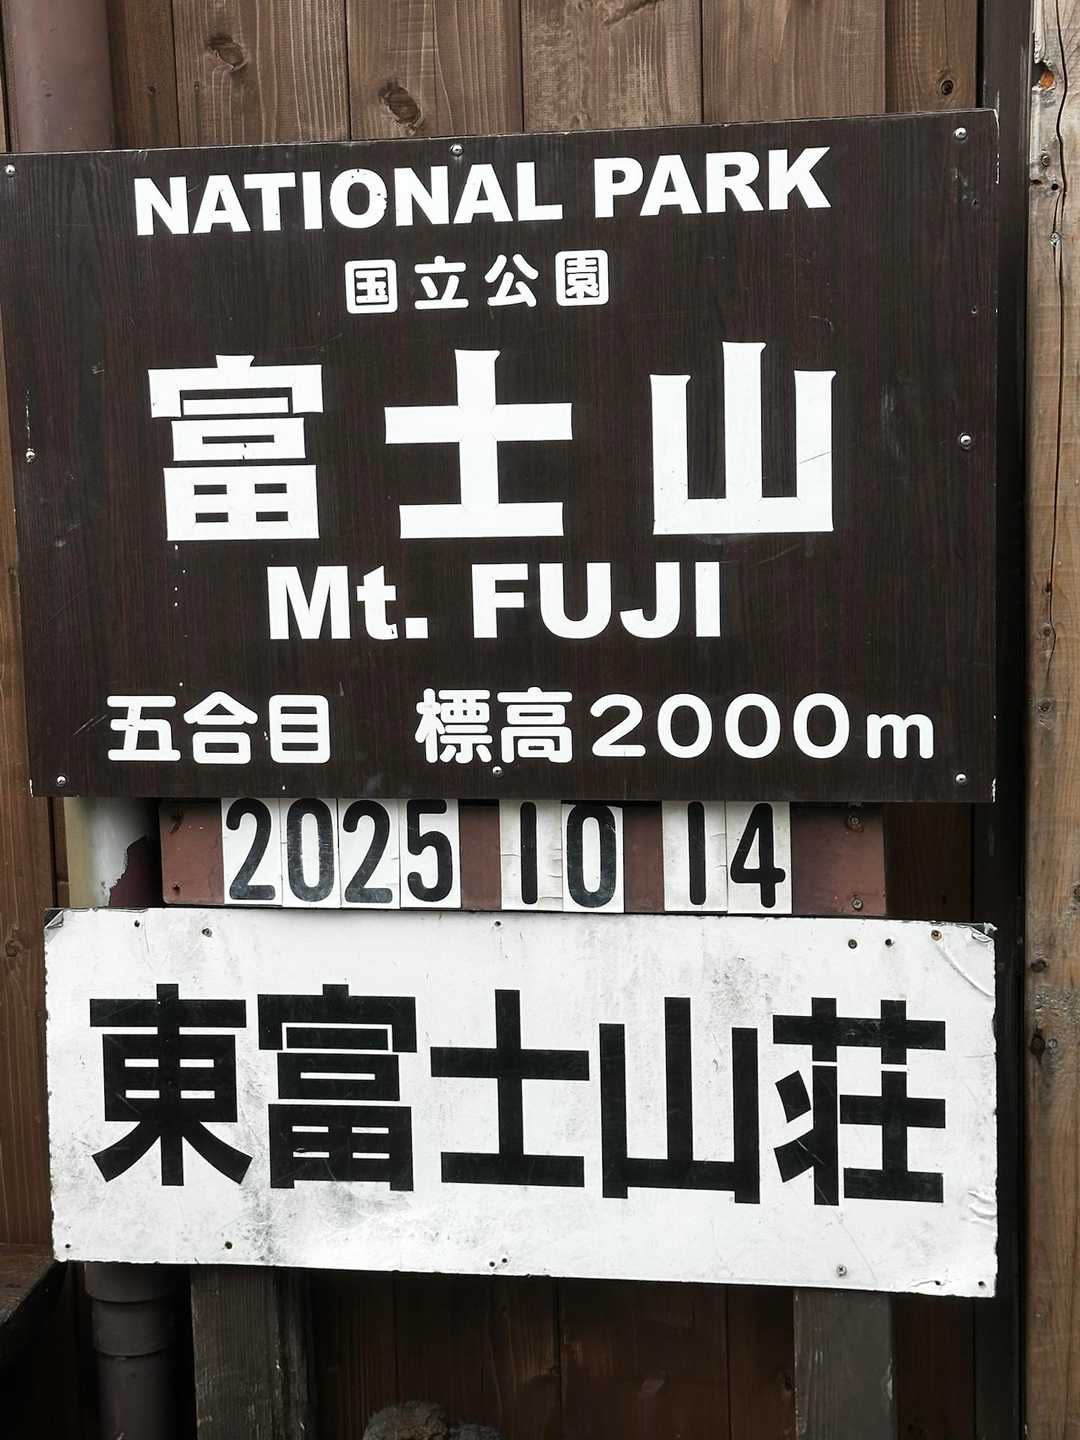 NATIONAL PARK
国立公園
富士山
Mt. FUJI
五合目 標高2000m
2025 10 14
東富士山荘